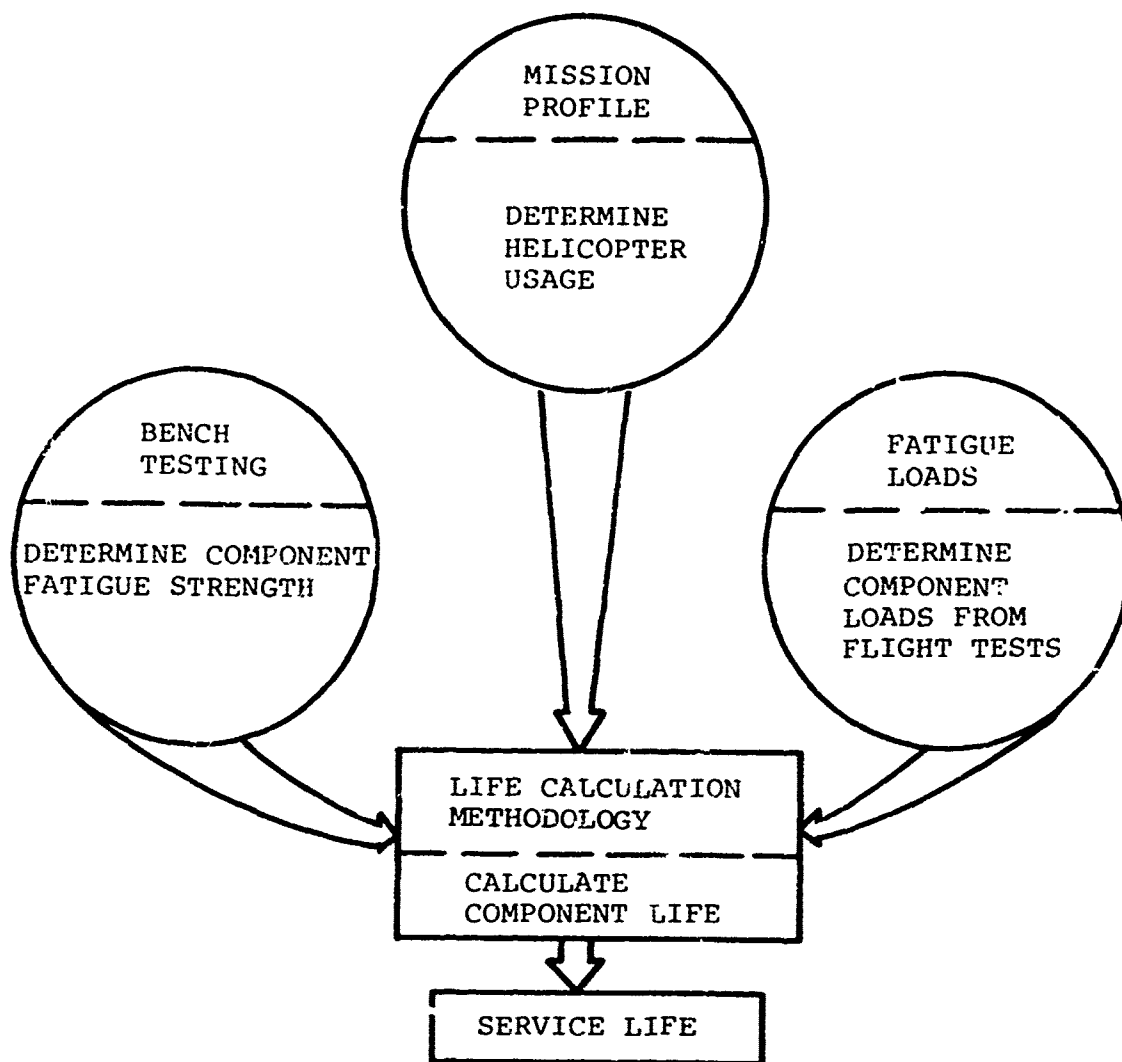 MISSION
PROFILE
DETERMINE
HELICOPTER
USAGE
BENCH
TESTING
DETERMINE COMPONENT
FATIGUE STRENGTH
FATIGUE
LOADS
DETERMINE
COMPONENT
LOADS FROM
FLIGHT TESTS
LIFE CALCULATION
METHODOLOGY
CALCULATE
COMPONENT LIFE
SERVICE LIFE